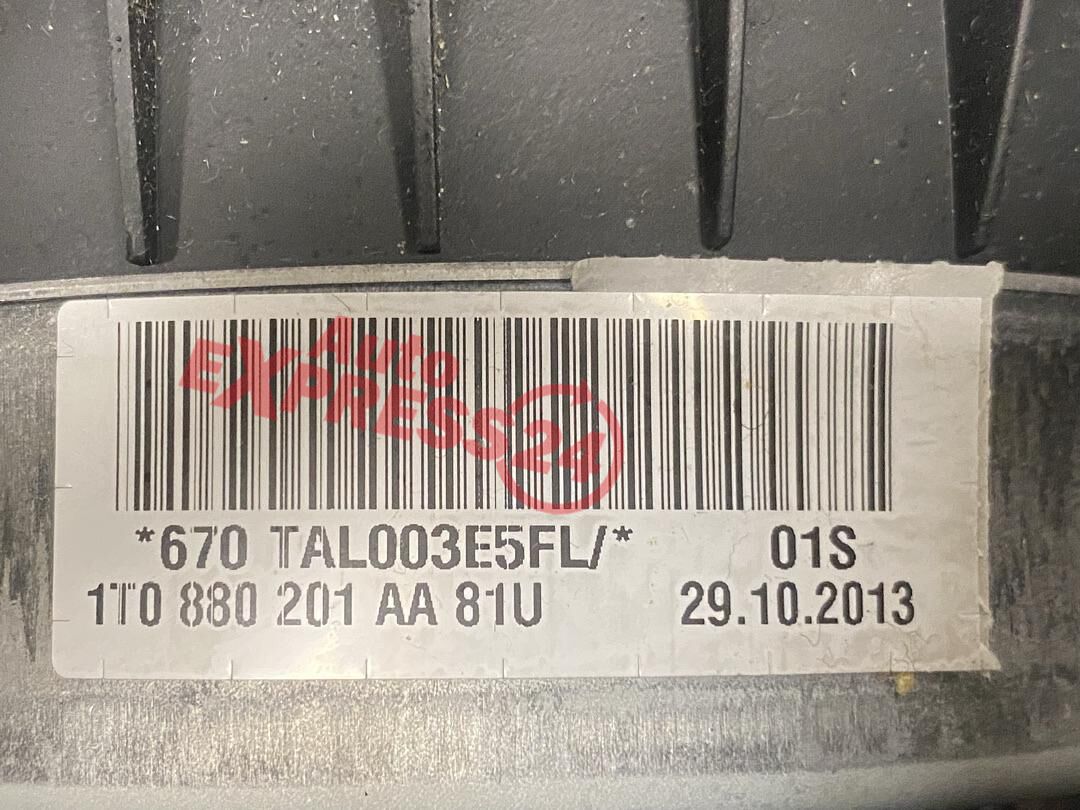 Auto
EXPRESS24
*670 TAL003E5FL/* 01S
1T0 880 201 AA 81U 29.10.2013